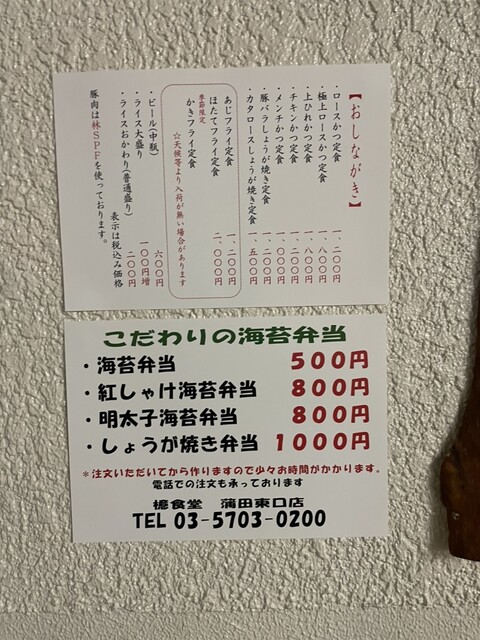 【おしながき】
・ロースかつ定食 一、二〇〇円
・極上ロースかつ定食 一、八〇〇円
・上ひれかつ定食 一、八〇〇円
・チキンかつ定食 一、二〇〇円
・メンチかつ定食 一、二〇〇円
・豚バラしょうが焼き定食 一、二〇〇円
・カタロースしょうが焼き定食 一、五〇〇円
あじフライ定食 一、二〇〇円
ほたてフライ定食 二、〇〇〇円
季節限定
かきフライ定食
☆天候等より入荷が無い場合があります
・ビール(中瓶) 六〇〇円
・ライス大盛り 一〇〇円増
・ライスおかわり(普通盛り) 二〇〇円
表示は税込み価格
豚肉は林SPFを使っております。
こだわりの海苔弁当
・海苔弁当 500円
・紅しゃけ海苔弁当 800円
・明太子海苔弁当 800円
・しょうが焼き弁当 1000円
*注文いただいてから作りますので少々お時間がかかります。
電話での注文も承っております
檍食堂 蒲田東口店
TEL 03-5703-0200